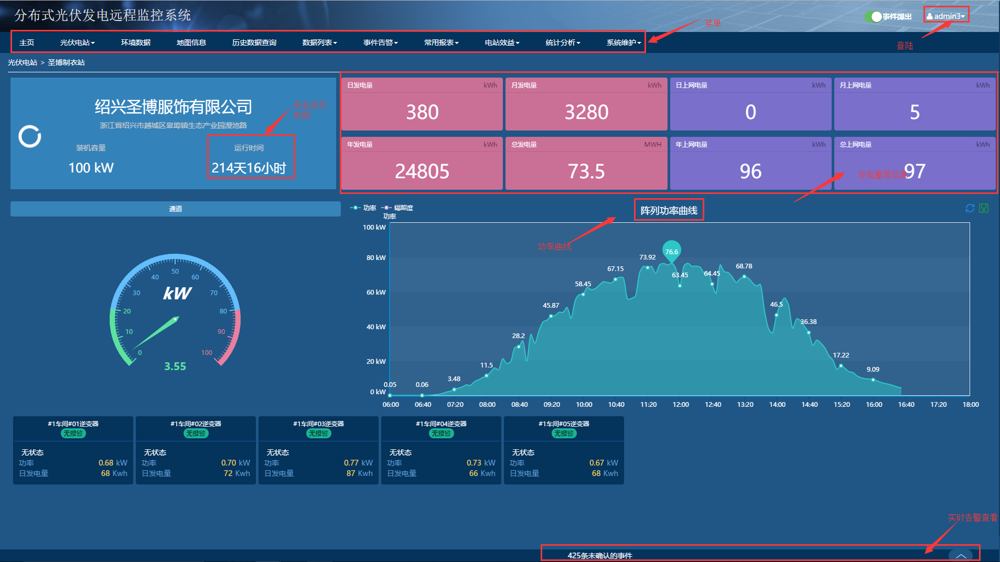 分布式光伏发电远程监控系统
事件弹出
admin3
菜单
登陆
主页
光伏电站
环境数据
地图信息
历史数据查询
数据列表
事件告警
常用报表
电站效益
统计分析
系统维护
光伏电站 > 圣博制衣站
绍兴圣博服饰有限公司
浙江省绍兴市越城区皋埠镇生态产业园漫池路
装机容量
100 kW
运行时间
214天16小时
日发电量 kWh
380
月发电量 kWh
3280
日上网电量 kWh
0
月上网电量 kWh
5
年发电量 kWh
24805
总发电量 MWH
73.5
年上网电量 kWh
96
总上网电量 kWh
97
发电量等信息
通道
kW
0
10
20
30
40
50
60
70
80
90
100
3.55
功率
辐照度
阵列功率曲线
功率曲线
功率
100 kW
80 kW
60 kW
40 kW
20 kW
0 kW
0.05
0.06
3.48
11.5
28.2
45.87
58.45
67.15
73.92
76.6
63.45
64.45
68.78
46.5
36.38
17.22
9.09
06:00
06:40
07:20
08:00
08:40
09:20
10:00
10:40
11:20
12:00
12:40
13:20
14:00
14:40
15:20
16:00
16:40
17:20
18:00
#1车间#01逆变器
无报警
无状态
功率 0.68 kW
日发电量 68 Kwh
#1车间#02逆变器
无报警
无状态
功率 0.70 kW
日发电量 72 Kwh
#1车间#03逆变器
无报警
无状态
功率 0.77 kW
日发电量 87 Kwh
#1车间#04逆变器
无报警
无状态
功率 0.73 kW
日发电量 66 Kwh
#1车间#05逆变器
无报警
无状态
功率 0.67 kW
日发电量 68 Kwh
实时告警查看
425条未确认的事件